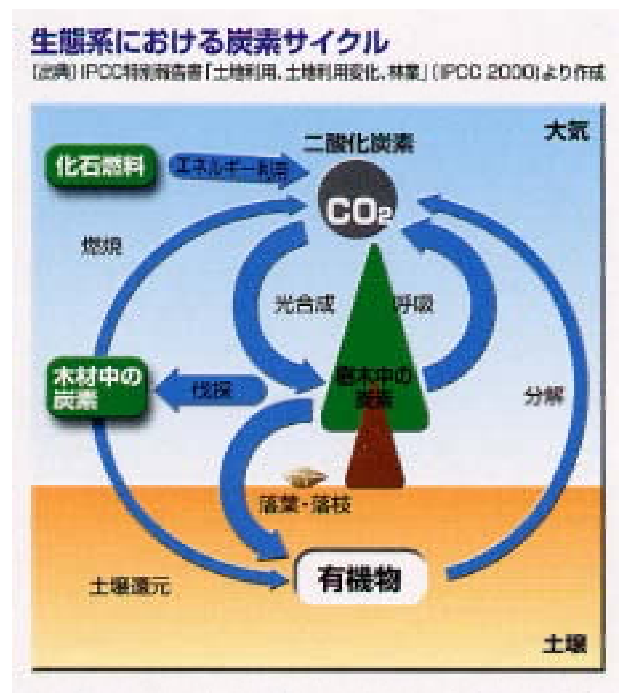 生態系における炭素サイクル
(出典)IPCC特別報告書「土地利用、土地利用変化、林業」(IPCC 2000)より作成
大気
二酸化炭素
化石燃料
エネルギー利用
CO₂
燃焼
光合成
呼吸
木材中の
炭素
伐採
樹木中の
炭素
分解
落葉・落枝
有機物
土壌還元
土壌